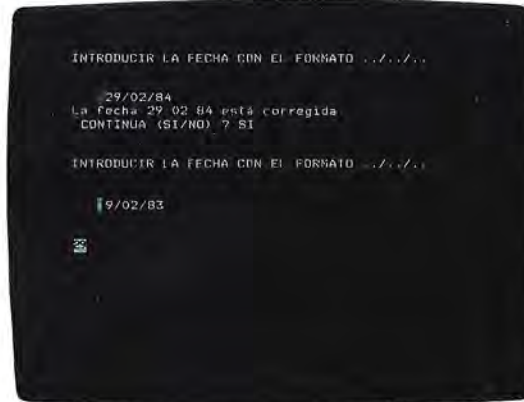 INTRODUCIR LA FECHA CON EL FORMATO ../../..
29/02/84
La fecha 29 02 84 està corregida
CONTINUA (SI/NO) ? SI
INTRODUCIR LA FECHA CON EL FORMATO ../../..
9/02/83